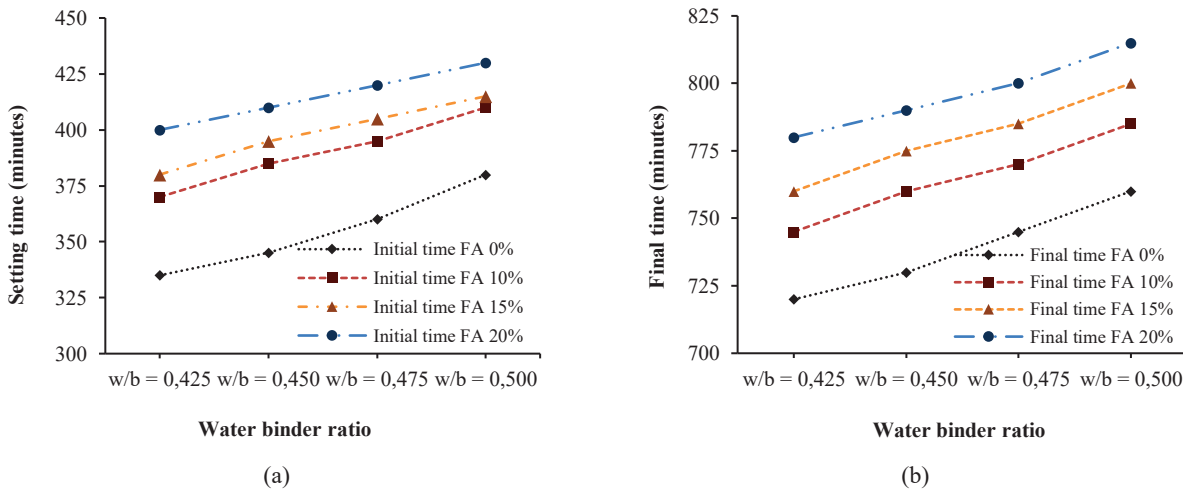 450
425
400
375
350
325
300
Seting time (minutes)
Initial time FA 0%
Initial time FA 10%
Initial time FA 15%
Initial time FA 20%
w/b = 0,425 w/b = 0,450 w/b = 0,475 w/b = 0,500
Water binder ratio
(a)
825
800
775
750
725
700
Final time (minutes)
Final time FA 0%
Final time FA 10%
Final time FA 15%
Final time FA 20%
w/b = 0,425 w/b = 0,450 w/b = 0,475 w/b = 0,500
Water binder ratio
(b)